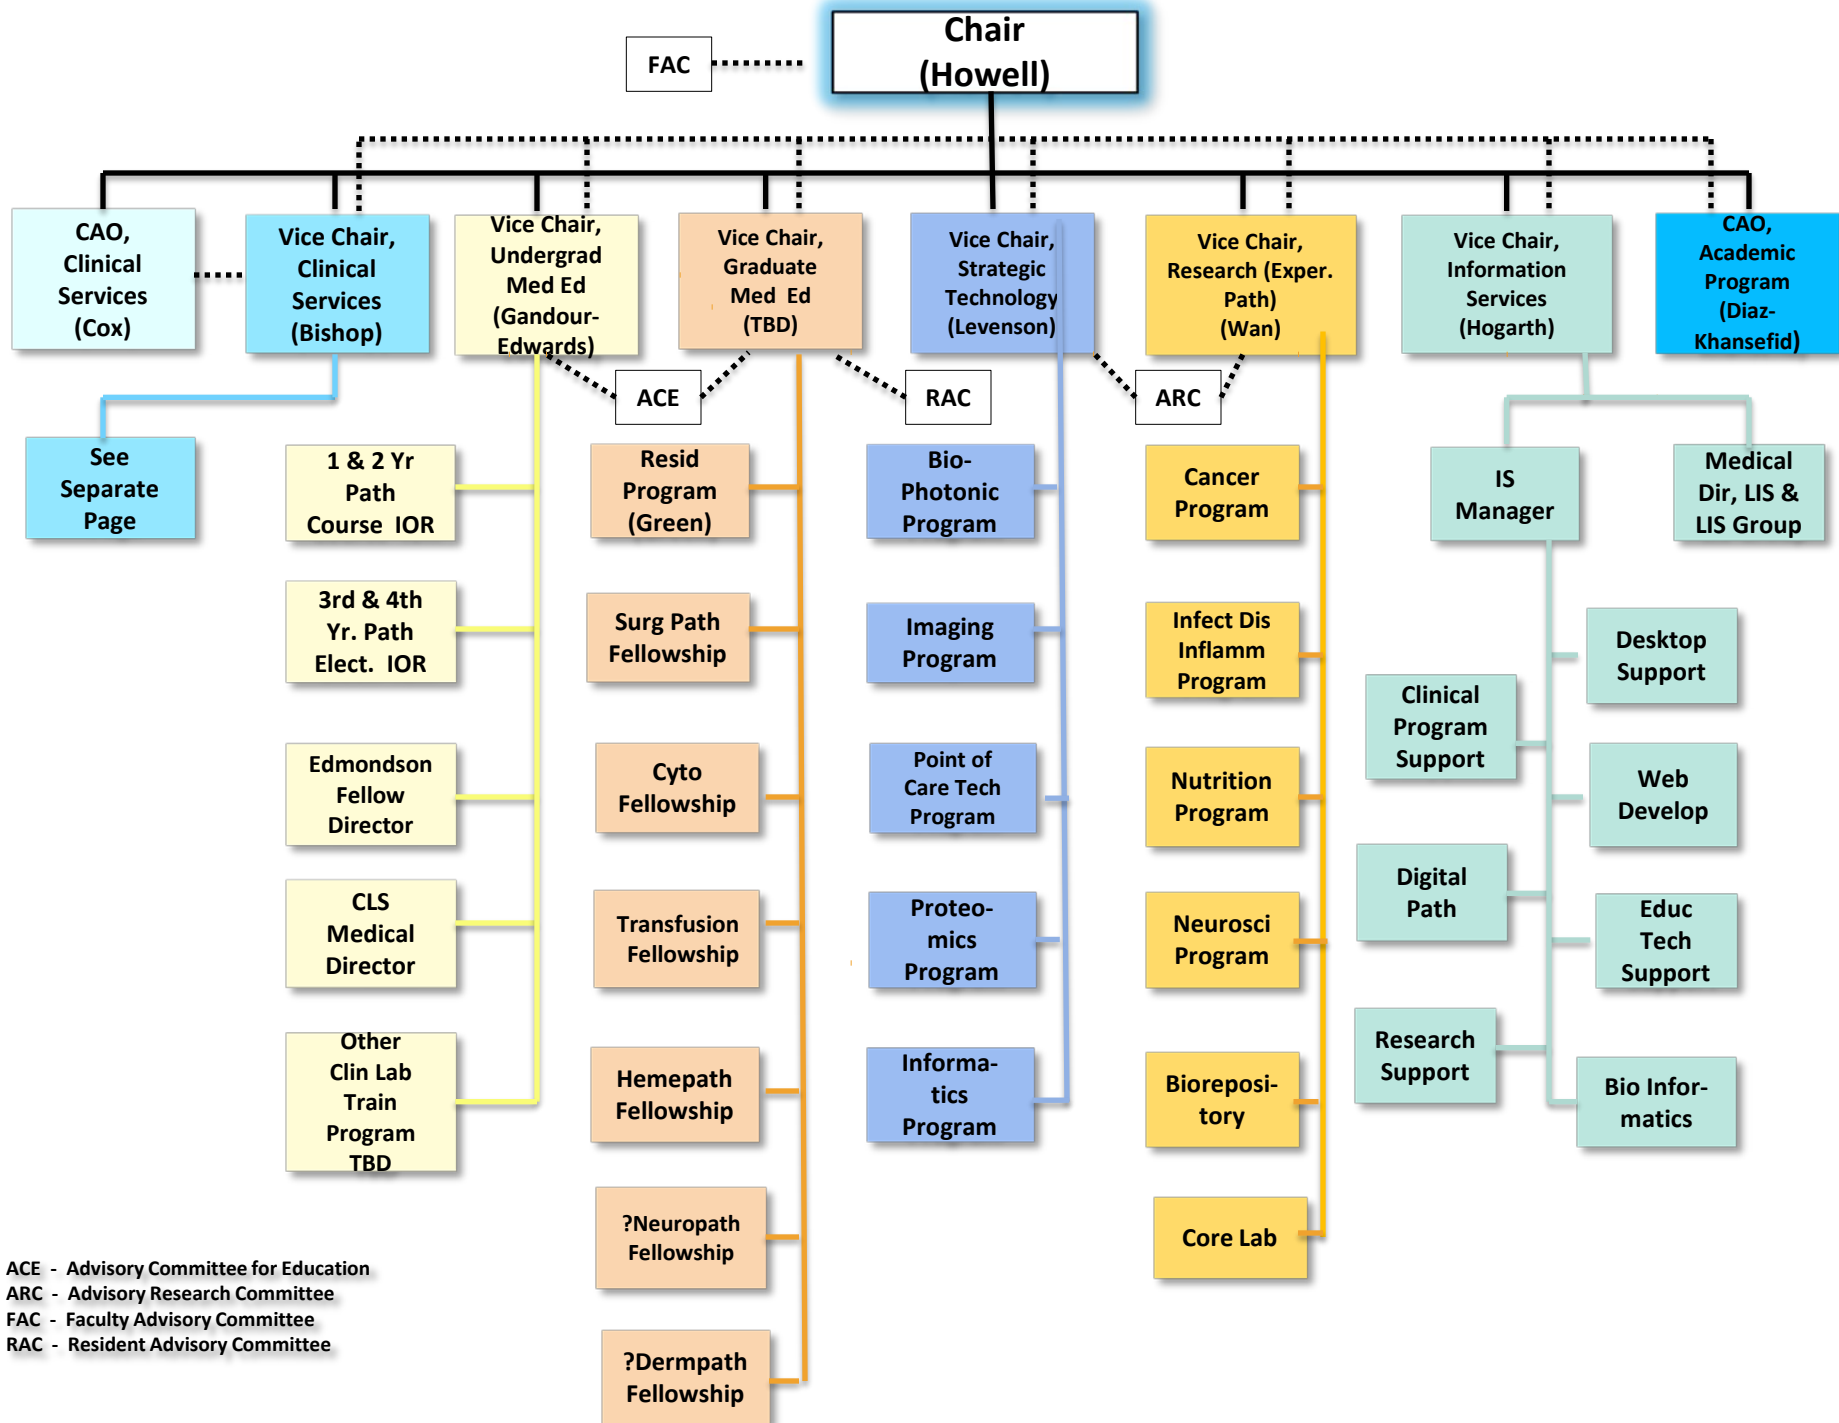 Chair
(Howell)
FAC
CAO,
Clinical
Services
(Cox)
Vice Chair,
Clinical
Services
(Bishop)
Vice Chair,
Undergrad
Med Ed
(Gandour-
Edwards)
Vice Chair,
Graduate
Med Ed
(TBD)
Vice Chair,
Strategic
Technology
(Levenson)
Vice Chair,
Research (Exper.
Path)
(Wan)
Vice Chair,
Information
Services
(Hogarth)
CAO,
Academic
Program
(Diaz-
Khansefid)
ACE
RAC
ARC
See
Separate
Page
1 & 2 Yr
Path
Course IOR
3rd & 4th
Yr. Path
Elect. IOR
Edmondson
Fellow
Director
CLS
Medical
Director
Other
Clin Lab
Train
Program
TBD
Resid
Program
(Green)
Surg Path
Fellowship
Cyto
Fellowship
Transfusion
Fellowship
Hemepath
Fellowship
?Neuropath
Fellowship
?Dermpath
Fellowship
Bio-
Photonic
Program
Imaging
Program
Point of
Care Tech
Program
Proteo-
mics
Program
Informa-
tics
Program
Cancer
Program
Infect Dis
Inflamm
Program
Nutrition
Program
Neurosci
Program
Bioreposi-
tory
Core Lab
IS
Manager
Medical
Dir, LIS &
LIS Group
Desktop
Support
Clinical
Program
Support
Web
Develop
Digital
Path
Educ
Tech
Support
Research
Support
Bio Infor-
matics
ACE - Advisory Committee for Education
ARC - Advisory Research Committee
FAC - Faculty Advisory Committee
RAC - Resident Advisory Committee